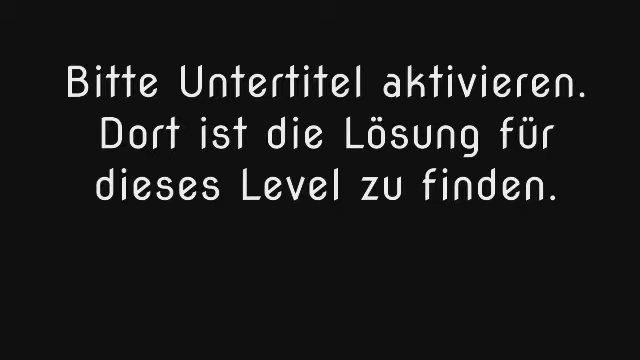 Bitte Untertitel aktivieren.
Dort ist die Lösung für
dieses Level zu finden.